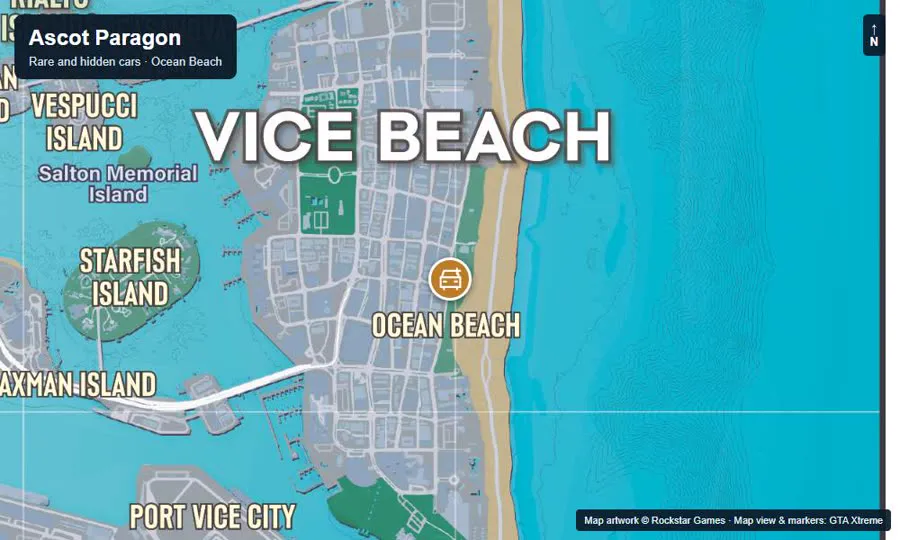 RIALTO
Ascot Paragon
Rare and hidden cars · Ocean Beach
↑
N
VESPUCCI
ISLAND
VICE BEACH
Salton Memorial
Island
STARFISH
ISLAND
OCEAN BEACH
AXMAN ISLAND
PORT VICE CITY
Map artwork © Rockstar Games · Map view & markers: GTA Xtreme